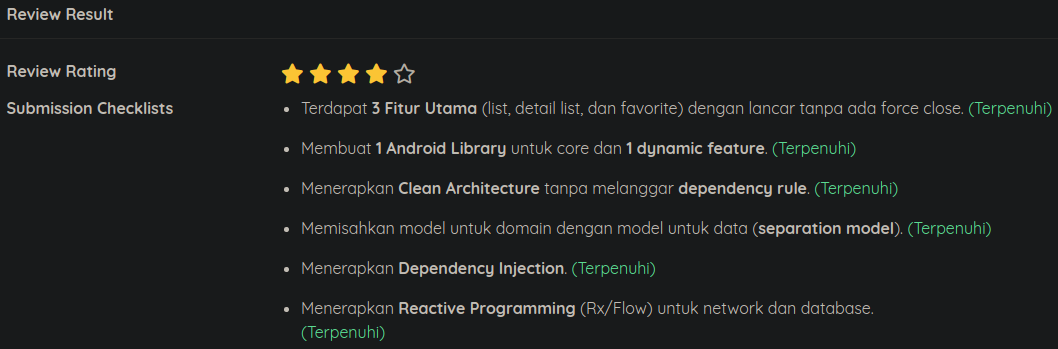 Review Result
Review Rating
Submission Checklists
• Terdapat 3 Fitur Utama (list, detail list, dan favorite) dengan lancar tanpa ada force close. (Terpenuhi)
• Membuat 1 Android Library untuk core dan 1 dynamic feature. (Terpenuhi)
• Menerapkan Clean Architecture tanpa melanggar dependency rule. (Terpenuhi)
• Memisahkan model untuk domain dengan model untuk data (separation model). (Terpenuhi)
• Menerapkan Dependency Injection. (Terpenuhi)
• Menerapkan Reactive Programming (Rx/Flow) untuk network dan database.
(Terpenuhi)